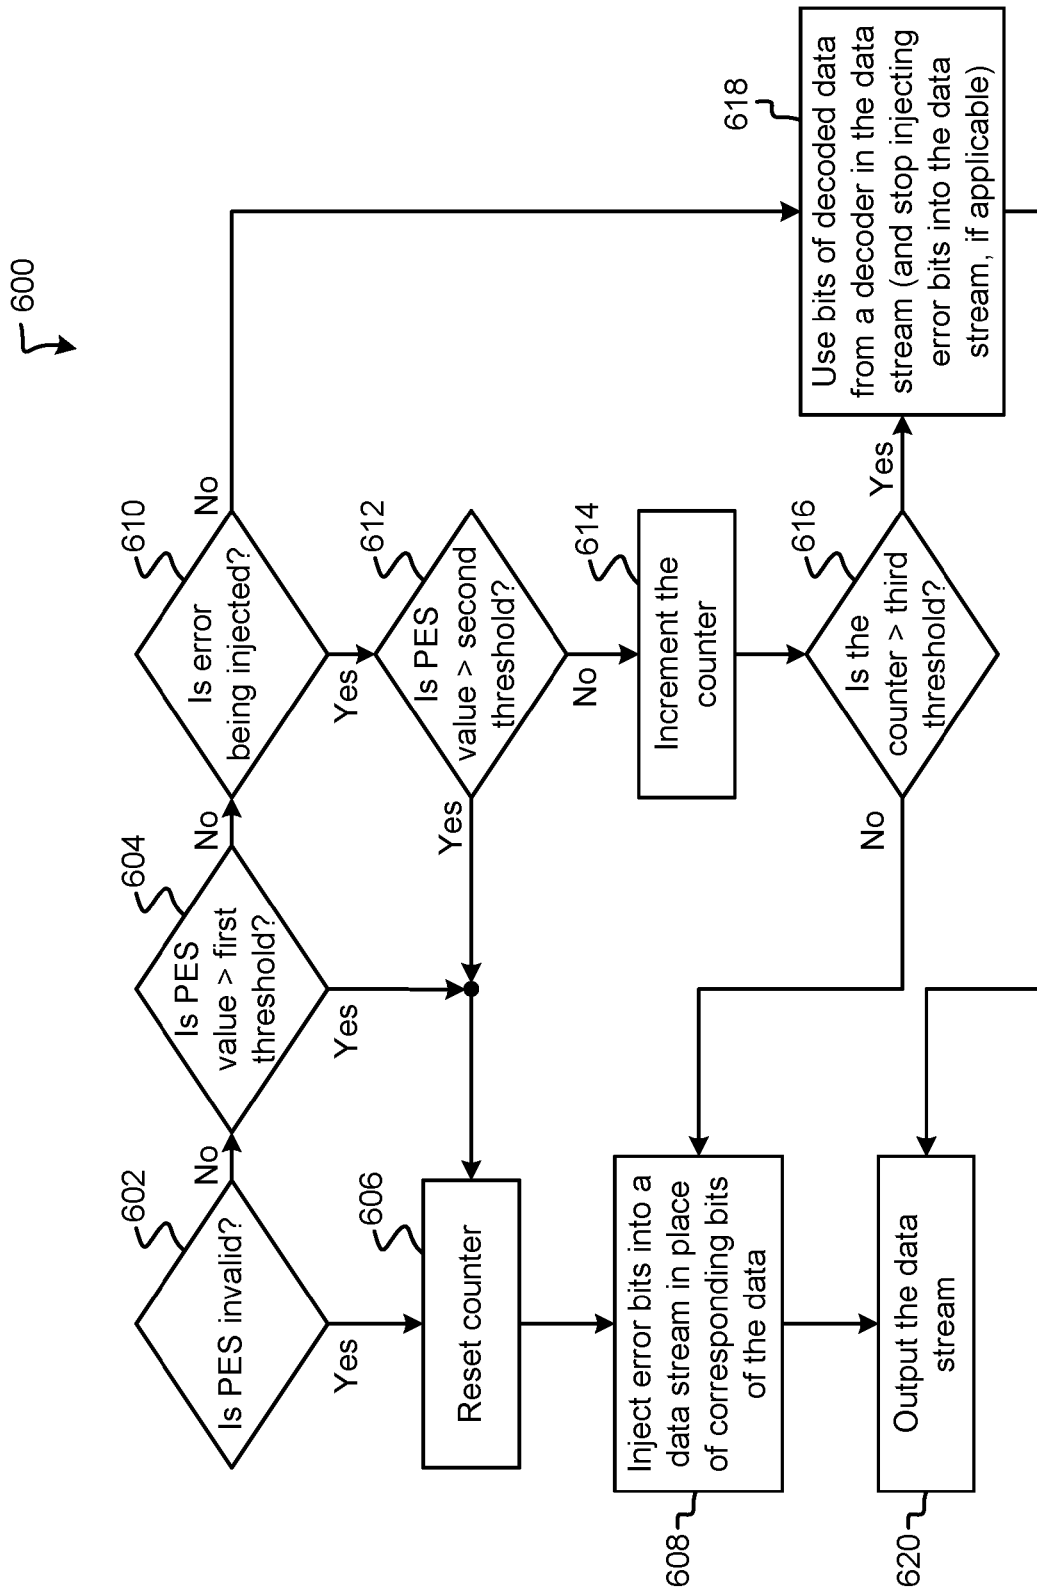 600
602
Is PES invalid?
No
Yes
604
Is PES
value > first
threshold?
No
Yes
610
Is error
being injected?
No
Yes
606
Reset counter
612
Is PES
value > second
threshold?
Yes
No
614
Increment the
counter
608
Inject error bits into a
data stream in place
of corresponding bits
of the data
616
Is the
counter > third
threshold?
No
Yes
618
Use bits of decoded data
from a decoder in the data
stream (and stop injecting
error bits into the data
stream, if applicable)
620
Output the data
stream